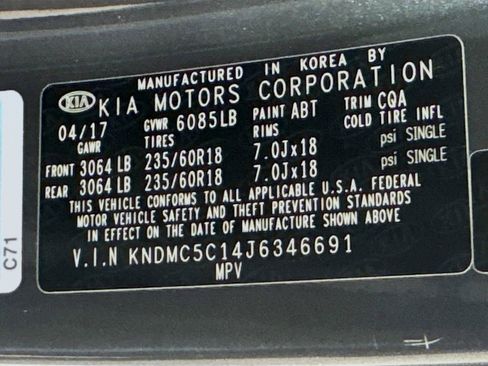 MANUFACTURED IN KOREA BY
KIA KIA MOTORS CORPORATION
04/17 GVWR 6085LB PAINT ABT TRIM CQA
GAWR TIRES RIMS COLD TIRE INFL
FRONT 3064 LB 235/60R18 7.0Jx18 psi SINGLE
REAR 3064 LB 235/60R18 7.0Jx18 psi SINGLE
THIS VEHICLE CONFORMS TO ALL APPLICABLE U.S.A. FEDERAL
MOTOR VEHICLE SAFETY AND THEFT PREVENTION STANDARDS
IN EFFECT ON THE DATE OF MANUFACTURE SHOWN ABOVE
V.I.N KNDMC5C14J6346691
MPV
C71